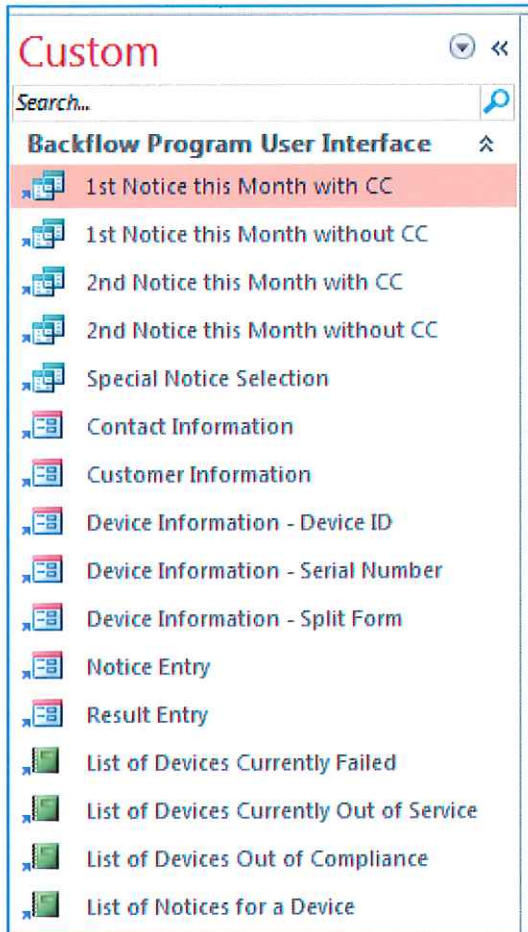 Custom
Search...
Backflow Program User Interface
1st Notice this Month with CC
1st Notice this Month without CC
2nd Notice this Month with CC
2nd Notice this Month without CC
Special Notice Selection
Contact Information
Customer Information
Device Information - Device ID
Device Information - Serial Number
Device Information - Split Form
Notice Entry
Result Entry
List of Devices Currently Failed
List of Devices Currently Out of Service
List of Devices Out of Compliance
List of Notices for a Device